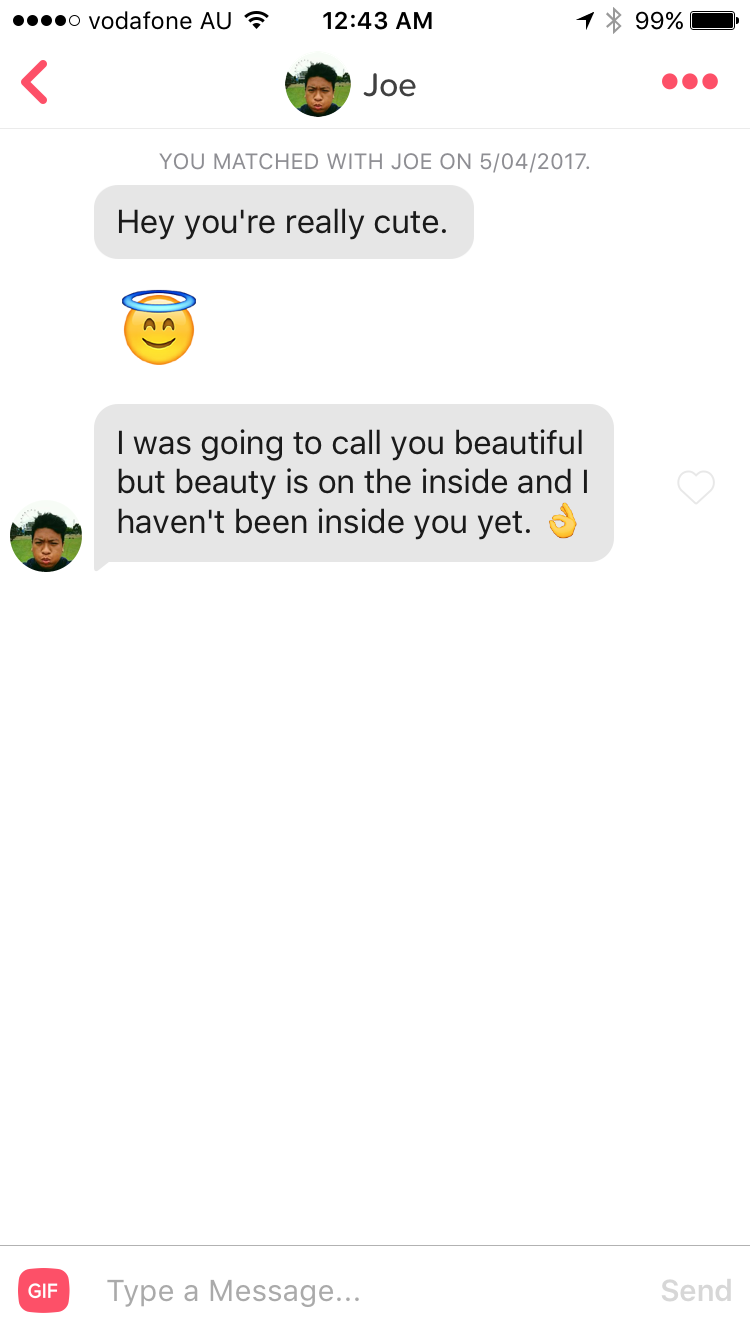 vodafone AU 12:43 AM 99%
Joe
YOU MATCHED WITH JOE ON 5/04/2017.
Hey you're really cute.
I was going to call you beautiful
but beauty is on the inside and I
haven't been inside you yet. 👌
GIF Type a Message... Send